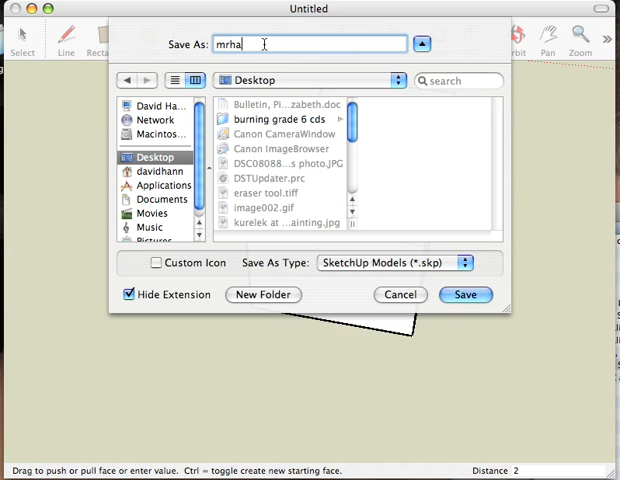 Untitled
Select Line Pan Zoom
Save As: mrha
Desktop
search
David Ha...
Network
Macintos...
Desktop
davidhann
Applications
Documents
Movies
Music
Pictures
Bulletin, Pi...zabeth.doc
burning grade 6 cds
Canon CameraWindow
Canon ImageBrowser
DSC08088...s photo.JPG
DSTUpdater.prc
eraser tool.tiff
image002.gif
kurelek at ...ainting.jpg
Custom Icon Save As Type: SketchUp Models (*.skp)
Hide Extension New Folder Cancel Save
Drag to push or pull face or enter value. Ctrl = toggle create new starting face. Distance 2